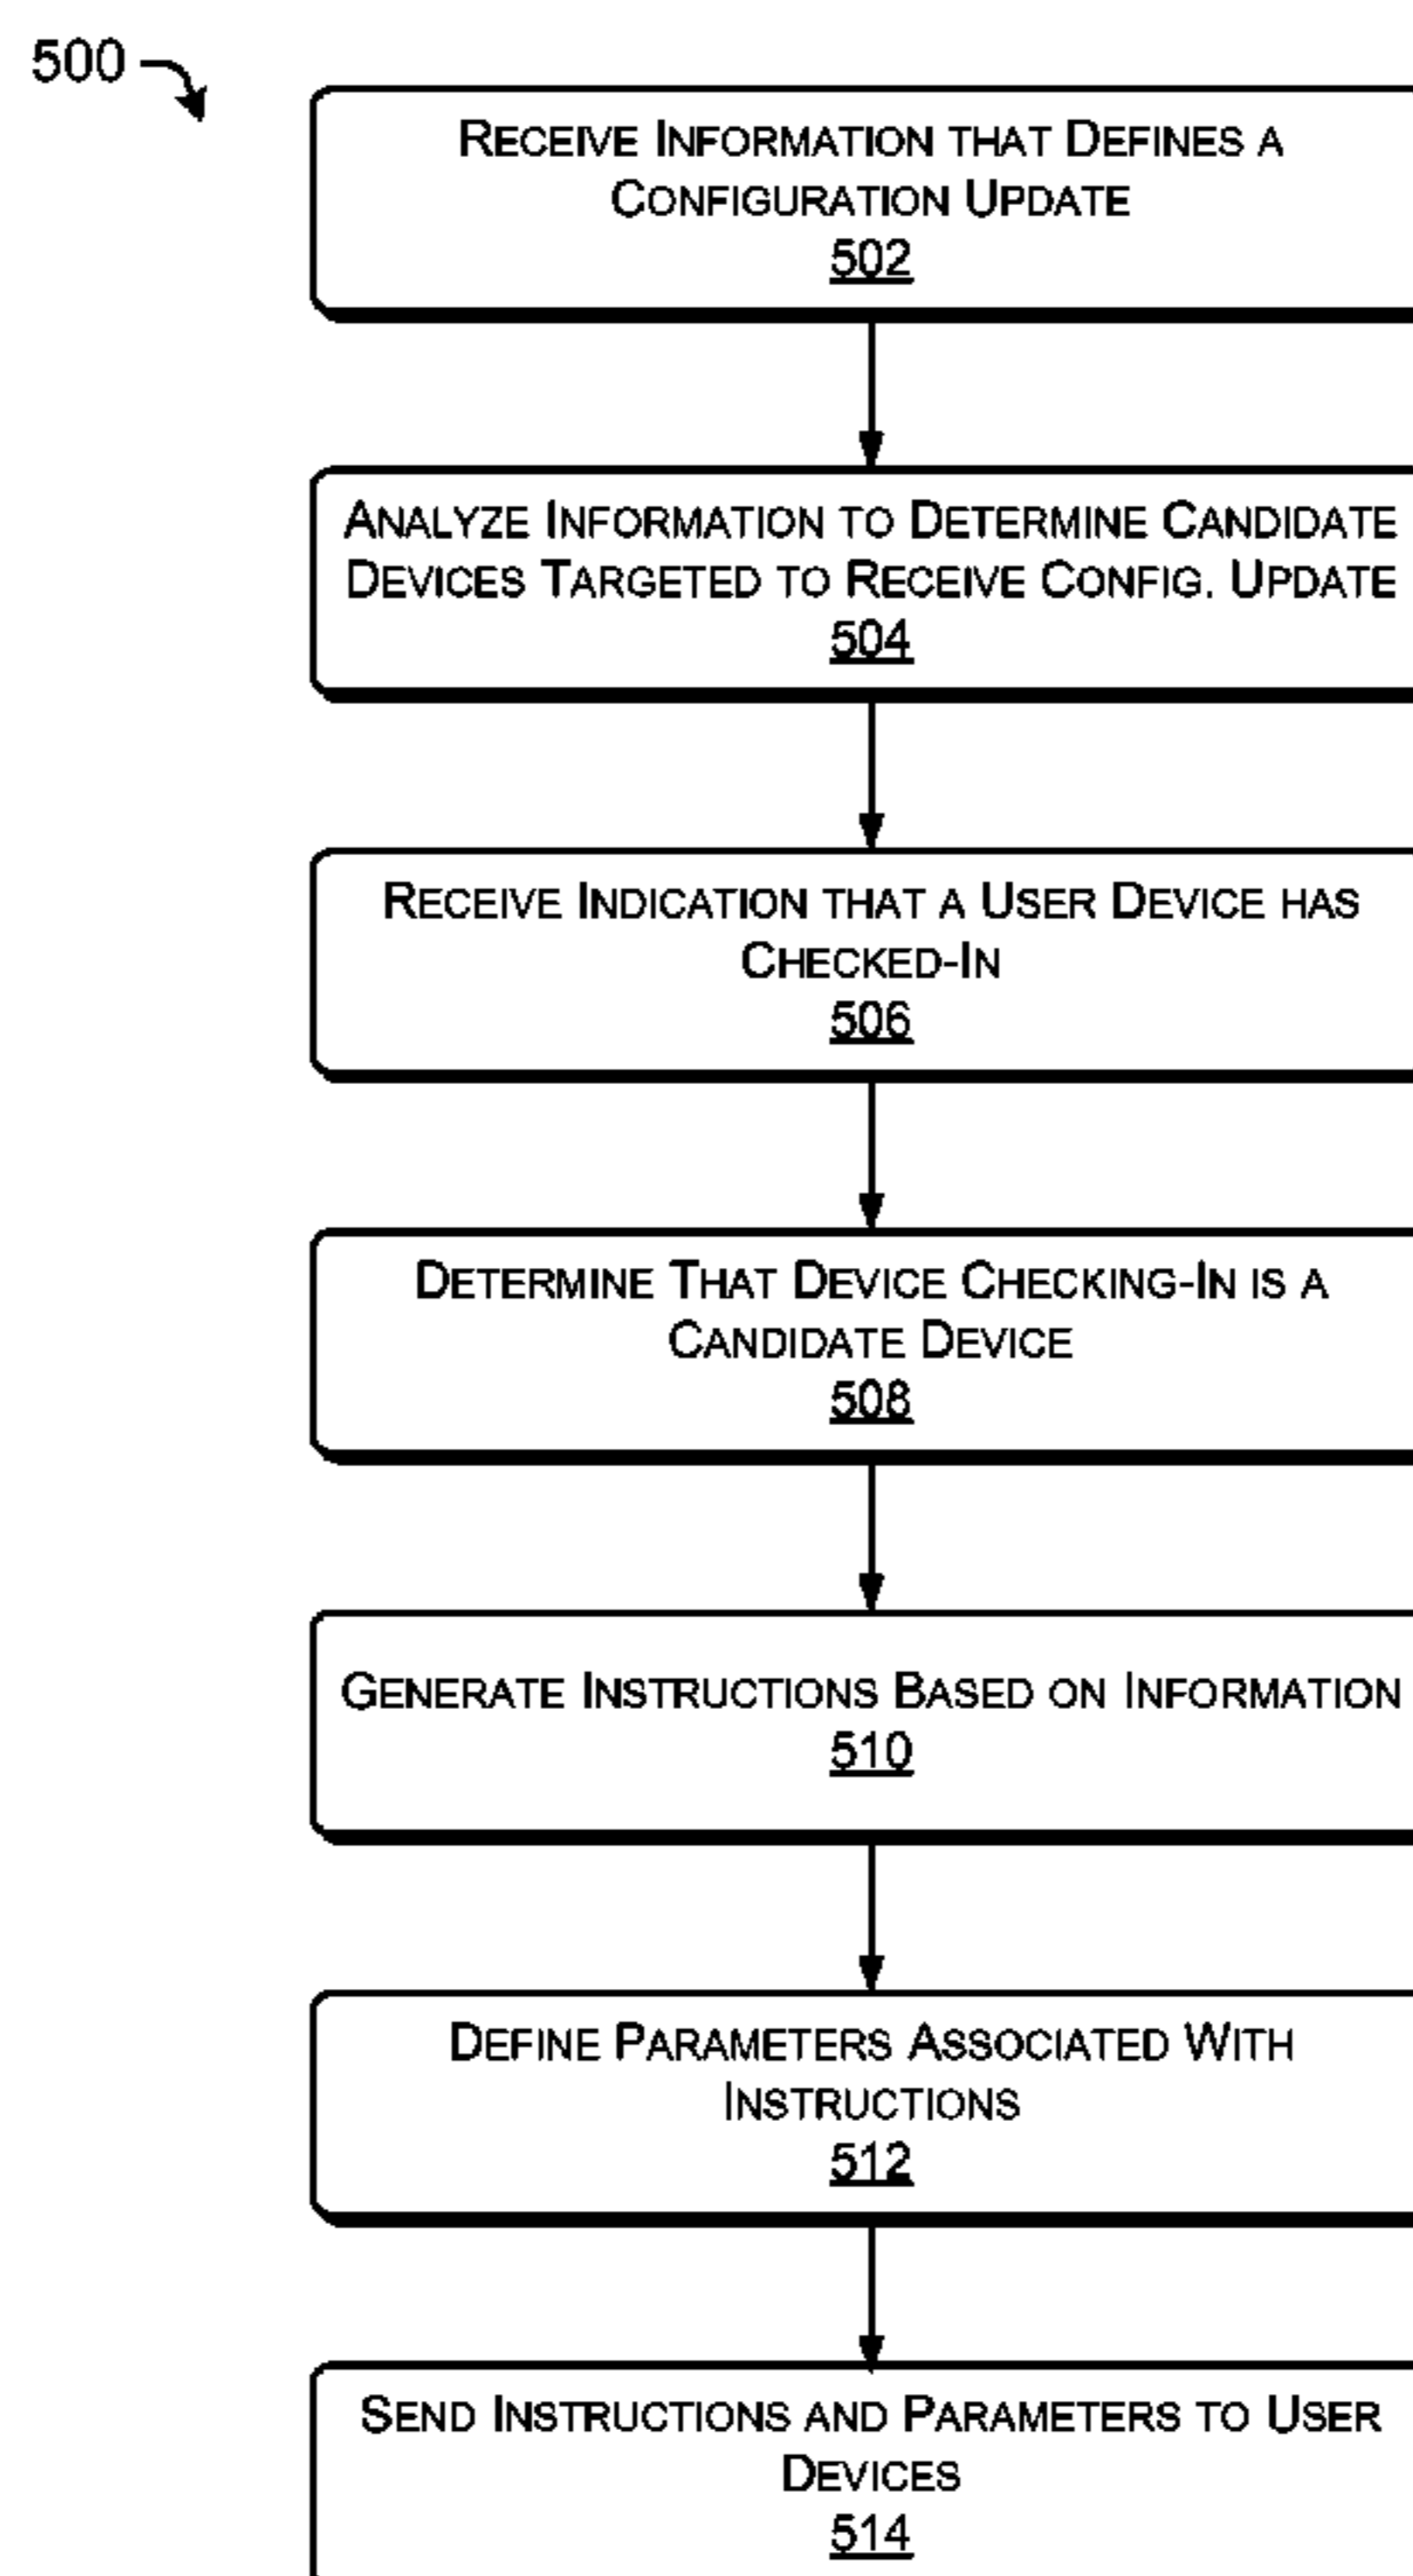 500
RECEIVE INFORMATION THAT DEFINES A
CONFIGURATION UPDATE
502
ANALYZE INFORMATION TO DETERMINE CANDIDATE
DEVICES TARGETED TO RECEIVE CONFIG. UPDATE
504
RECEIVE INDICATION THAT A USER DEVICE HAS
CHECKED-IN
506
DETERMINE THAT DEVICE CHECKING-IN IS A
CANDIDATE DEVICE
508
GENERATE INSTRUCTIONS BASED ON INFORMATION
510
DEFINE PARAMETERS ASSOCIATED WITH
INSTRUCTIONS
512
SEND INSTRUCTIONS AND PARAMETERS TO USER
DEVICES
514